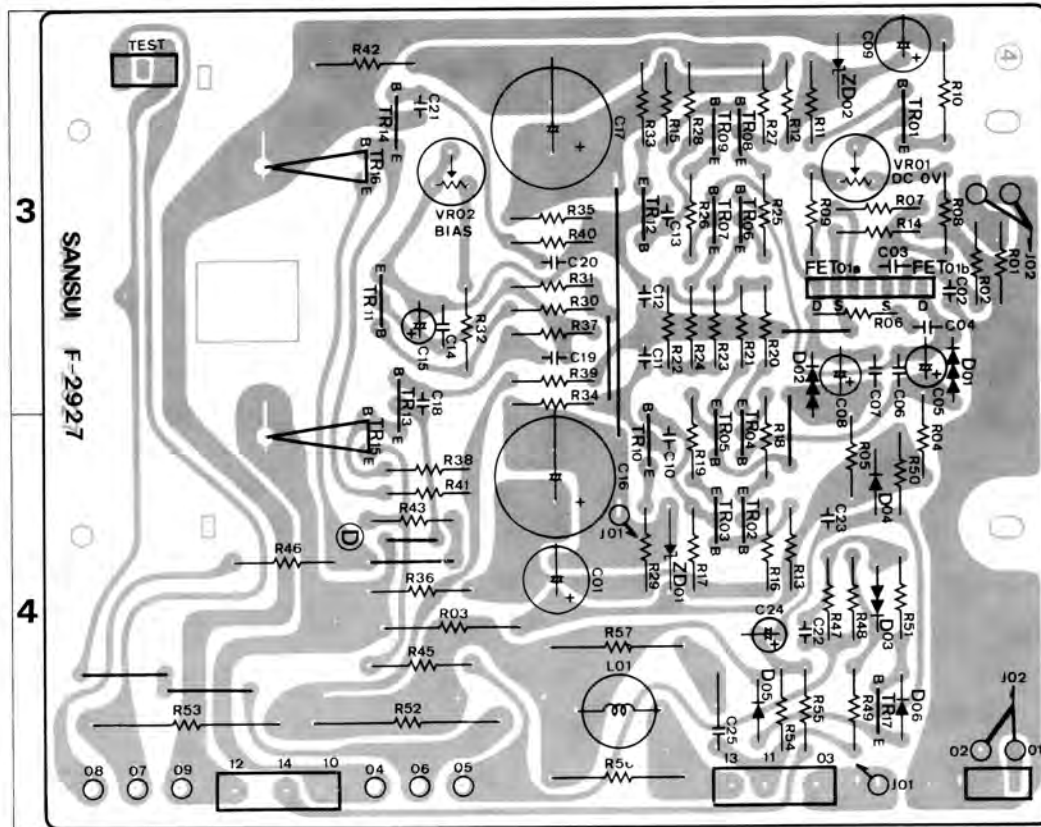 TEST
R42
C09
4
ZD02
R10
C21
TR14
B
E
C17
R33
R15
R28
TR09
B
E
TR08
B
E
R27
R12
R11
TR01
B
E
TR16
B
E
VR02
BIAS
VR01
DC 0V
3
R35
R40
C20
R31
R30
R37
C19
R39
R34
E
TR12
B
C13
R26
TR07
E
B
TR06
E
B
R25
R09
R07
R14
R08
C03
FET01a
FET01b
D
S
S
D
R06
C02
C04
R02
R01
J02
SANSUI F-2927
E
TR11
B
C15
C14
R32
C12
C11
R22
R24
R23
R21
R20
D02
C08
C07
C06
C05
D01
B
TR13
E
C18
B
TR15
E
R38
R41
R43
D
C16
B
TR10
E
C10
R19
B
TR05
E
B
TR04
E
R18
R05
D04
R50
R04
C23
J01
R46
R36
C01
R29
ZD01
R17
E
TR03
B
E
TR02
B
R16
R13
4
R03
R45
R57
L01
C24
C22
R47
R48
D03
R51
R53
R52
C25
D05
R54
R55
R49
B
TR17
E
D06
J02
02
01
08
07
09
12
14
10
04
06
05
13
11
03
J01